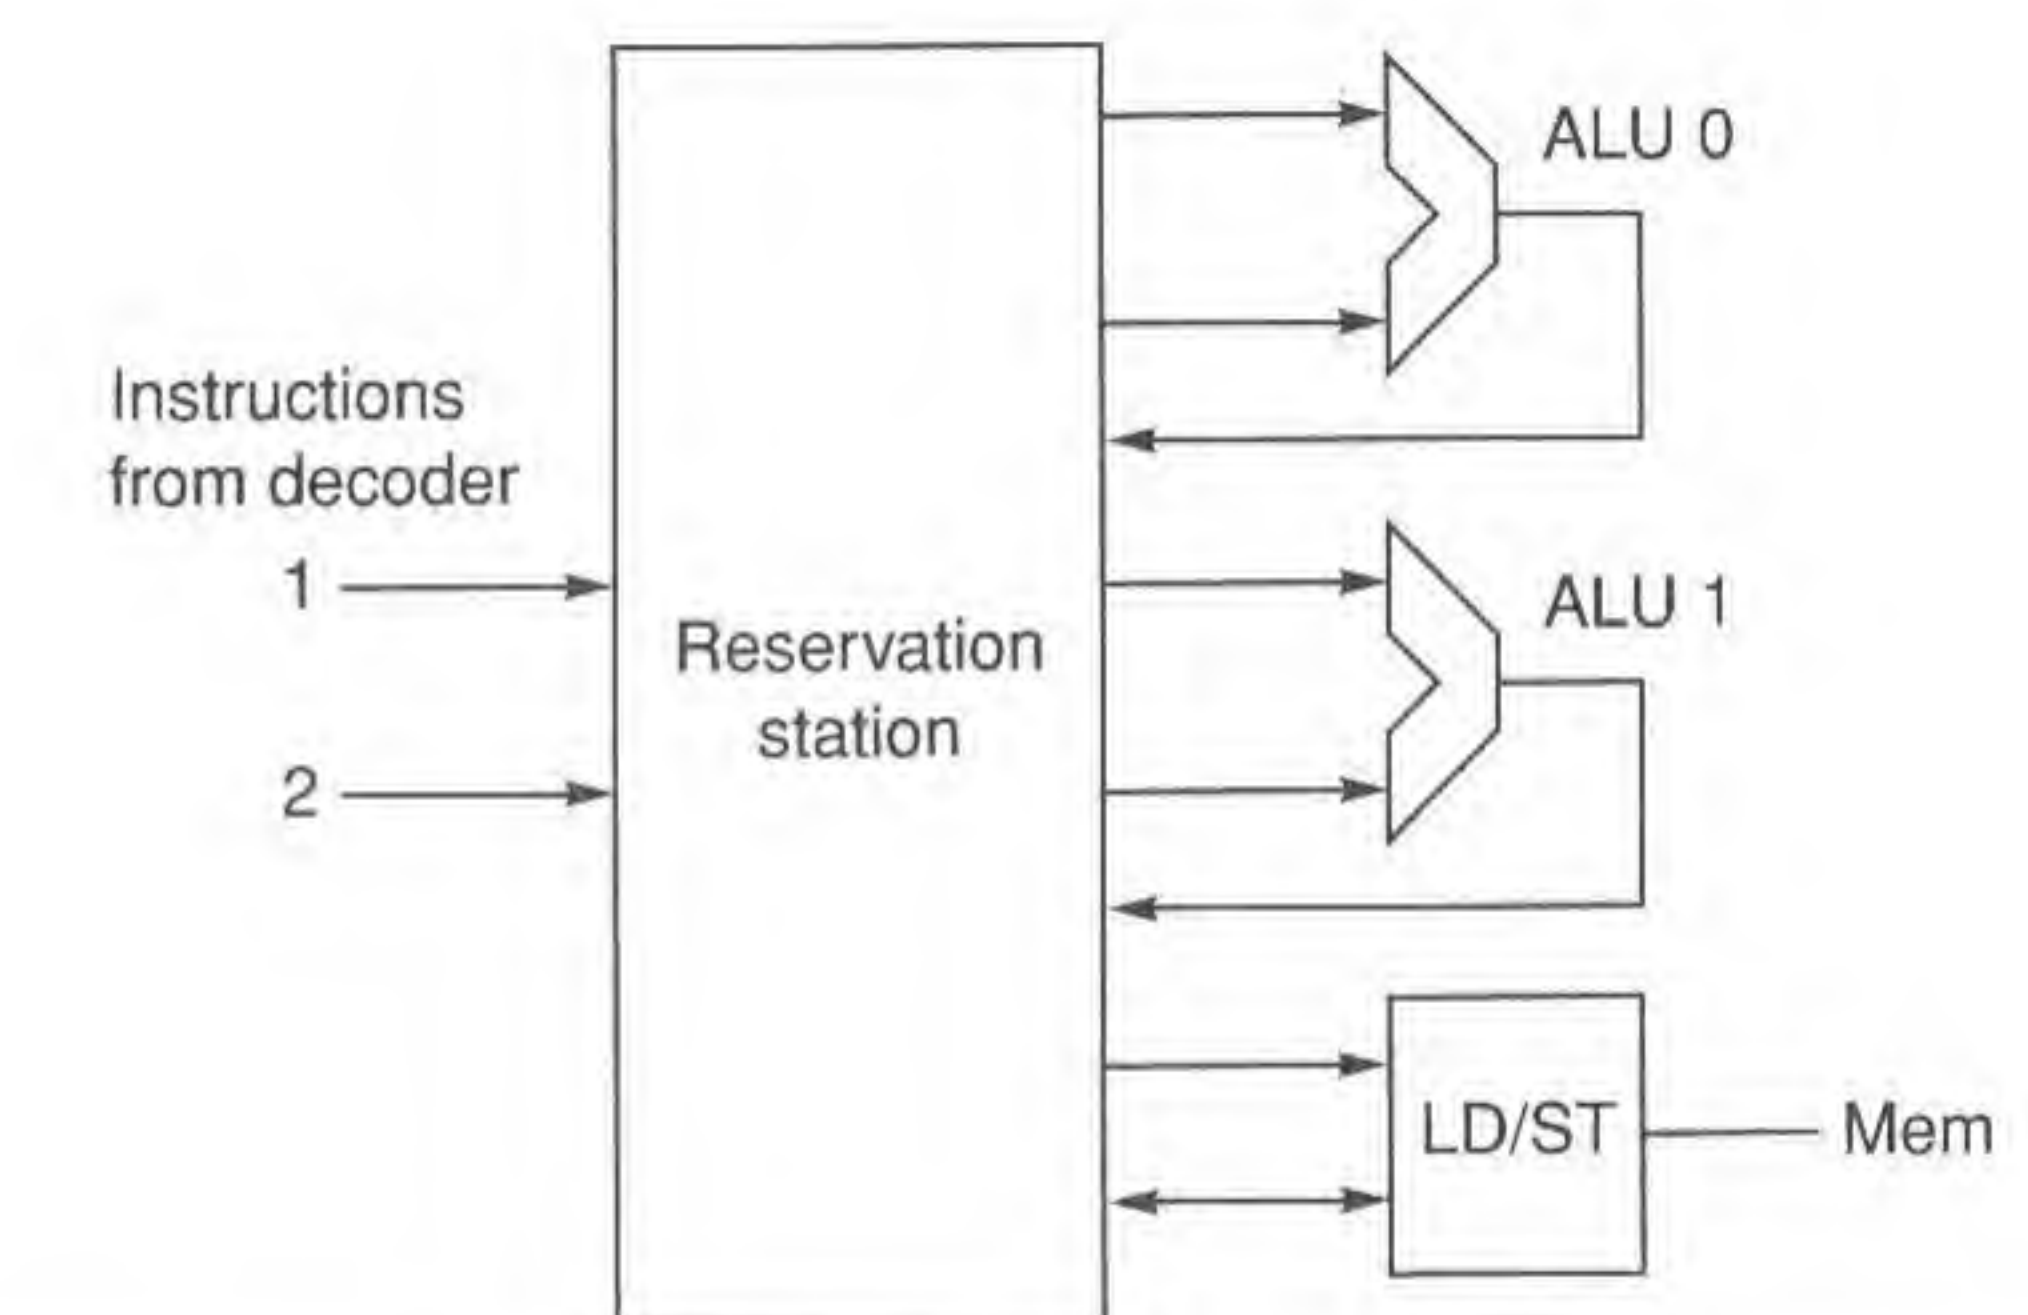 Instructions
from decoder
1
2
Reservation
station
ALU 0
ALU 1
LD/ST
Mem